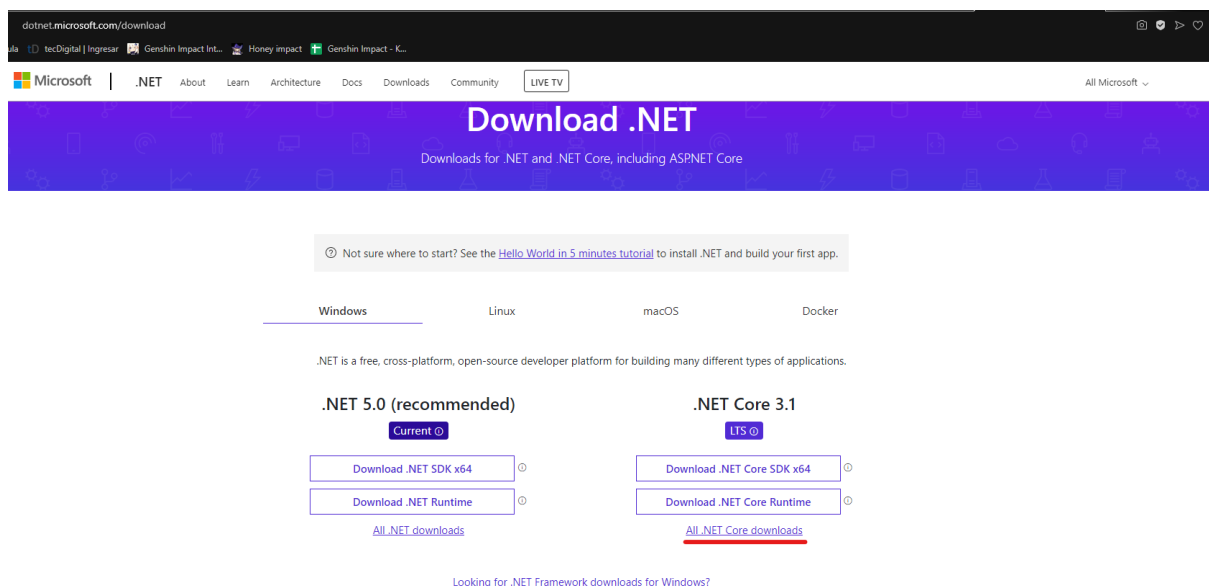 dotnet.microsoft.com/download
ula tD tecDigital | Ingresar Genshin Impact Int... Honey impact Genshin Impact - K...
Microsoft .NET About Learn Architecture Docs Downloads Community LIVE TV All Microsoft
Download .NET
Downloads for .NET and .NET Core, including ASP.NET Core
Not sure where to start? See the Hello World in 5 minutes tutorial to install .NET and build your first app.
Windows Linux macOS Docker
.NET is a free, cross-platform, open-source developer platform for building many different types of applications.
.NET 5.0 (recommended) .NET Core 3.1
Current LTS
Download .NET SDK x64 Download .NET Core SDK x64
Download .NET Runtime Download .NET Core Runtime
All .NET downloads All .NET Core downloads
Looking for .NET Framework downloads for Windows?